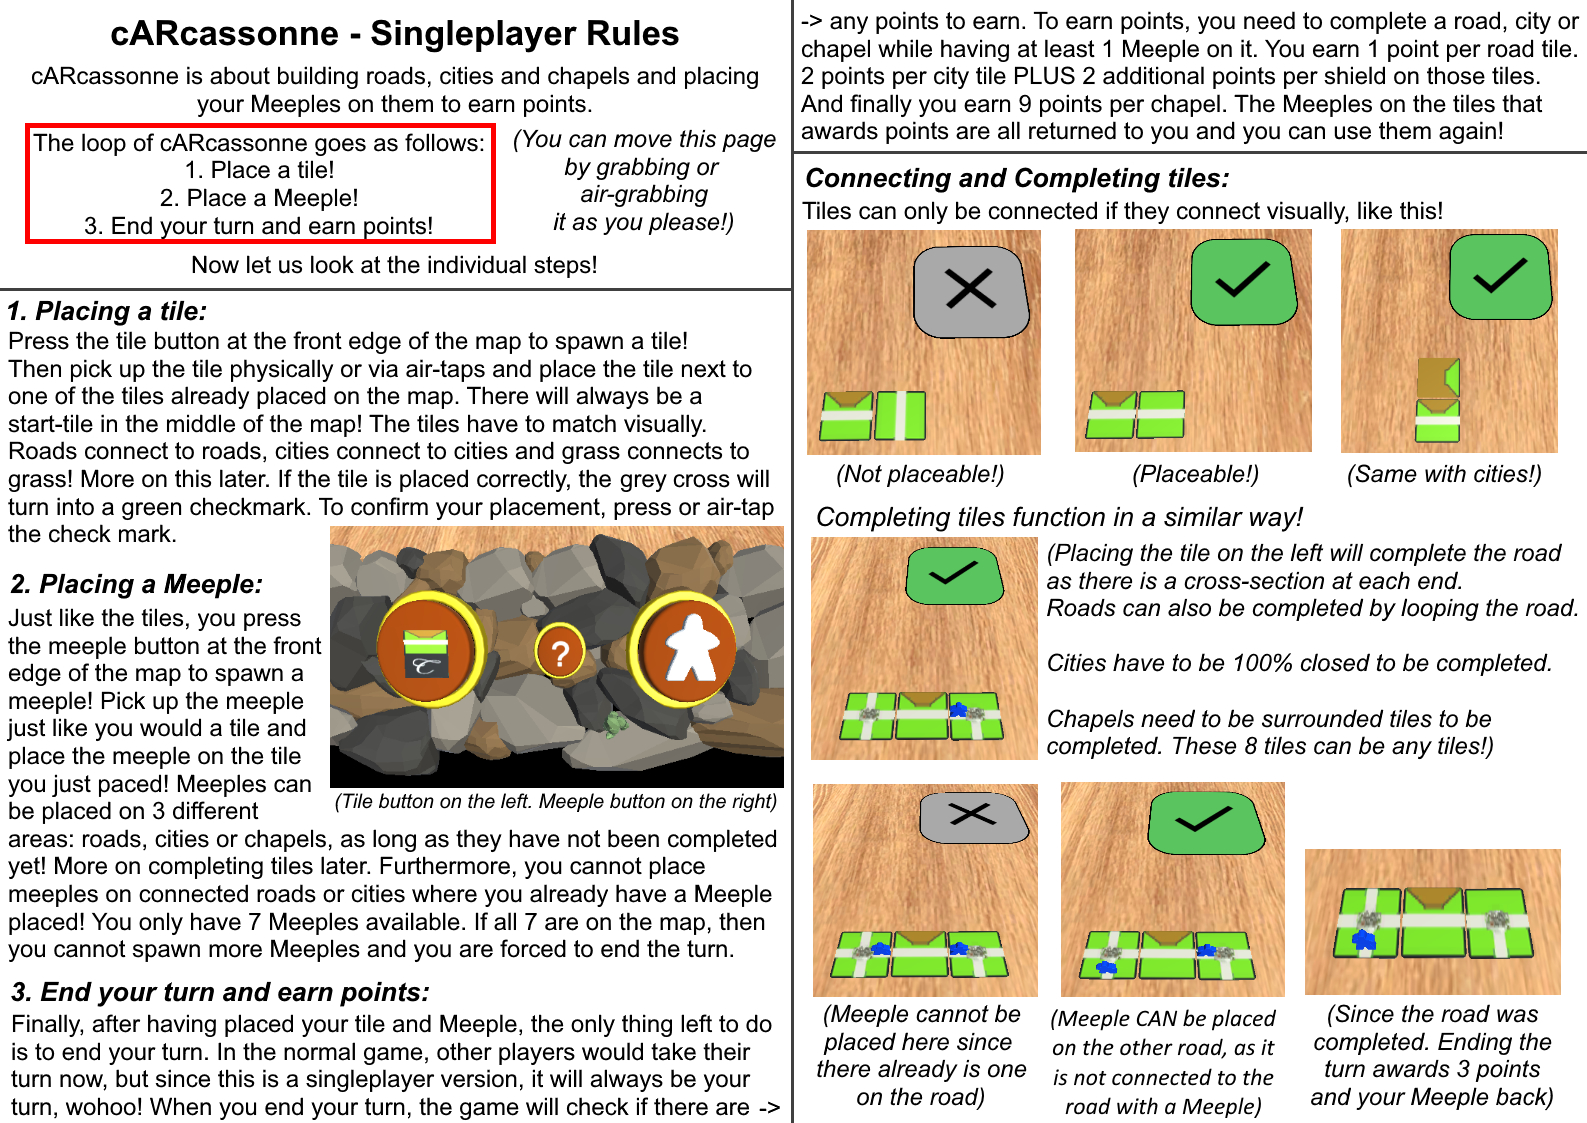 cARcassonne - Singleplayer Rules
cARcassonne is about building roads, cities and chapels and placing
your Meeples on them to earn points.
The loop of cARcassonne goes as follows:
1. Place a tile!
2. Place a Meeple!
3. End your turn and earn points!
(You can move this page
by grabbing or
air-grabbing
it as you please!)
Now let us look at the individual steps!
1. Placing a tile:
Press the tile button at the front edge of the map to spawn a tile!
Then pick up the tile physically or via air-taps and place the tile next to
one of the tiles already placed on the map. There will always be a
start-tile in the middle of the map! The tiles have to match visually.
Roads connect to roads, cities connect to cities and grass connects to
grass! More on this later. If the tile is placed correctly, the grey cross will
turn into a green checkmark. To confirm your placement, press or air-tap
the check mark.
2. Placing a Meeple:
Just like the tiles, you press
the meeple button at the front
edge of the map to spawn a
meeple! Pick up the meeple
just like you would a tile and
place the meeple on the tile
you just paced! Meeples can
be placed on 3 different
areas: roads, cities or chapels, as long as they have not been completed
yet! More on completing tiles later. Furthermore, you cannot place
meeples on connected roads or cities where you already have a Meeple
placed! You only have 7 Meeples available. If all 7 are on the map, then
you cannot spawn more Meeples and you are forced to end the turn.
?
(Tile button on the left. Meeple button on the right)
3. End your turn and earn points:
Finally, after having placed your tile and Meeple, the only thing left to do
is to end your turn. In the normal game, other players would take their
turn now, but since this is a singleplayer version, it will always be your
turn, wohoo! When you end your turn, the game will check if there are ->
-> any points to earn. To earn points, you need to complete a road, city or
chapel while having at least 1 Meeple on it. You earn 1 point per road tile.
2 points per city tile PLUS 2 additional points per shield on those tiles.
And finally you earn 9 points per chapel. The Meeples on the tiles that
awards points are all returned to you and you can use them again!
Connecting and Completing tiles:
Tiles can only be connected if they connect visually, like this!
(Not placeable!)
(Placeable!)
(Same with cities!)
Completing tiles function in a similar way!
(Placing the tile on the left will complete the road
as there is a cross-section at each end.
Roads can also be completed by looping the road.
Cities have to be 100% closed to be completed.
Chapels need to be surrounded tiles to be
completed. These 8 tiles can be any tiles!)
(Meeple cannot be
placed here since
there already is one
on the road)
(Meeple CAN be placed
on the other road, as it
is not connected to the
road with a Meeple)
(Since the road was
completed. Ending the
turn awards 3 points
and your Meeple back)